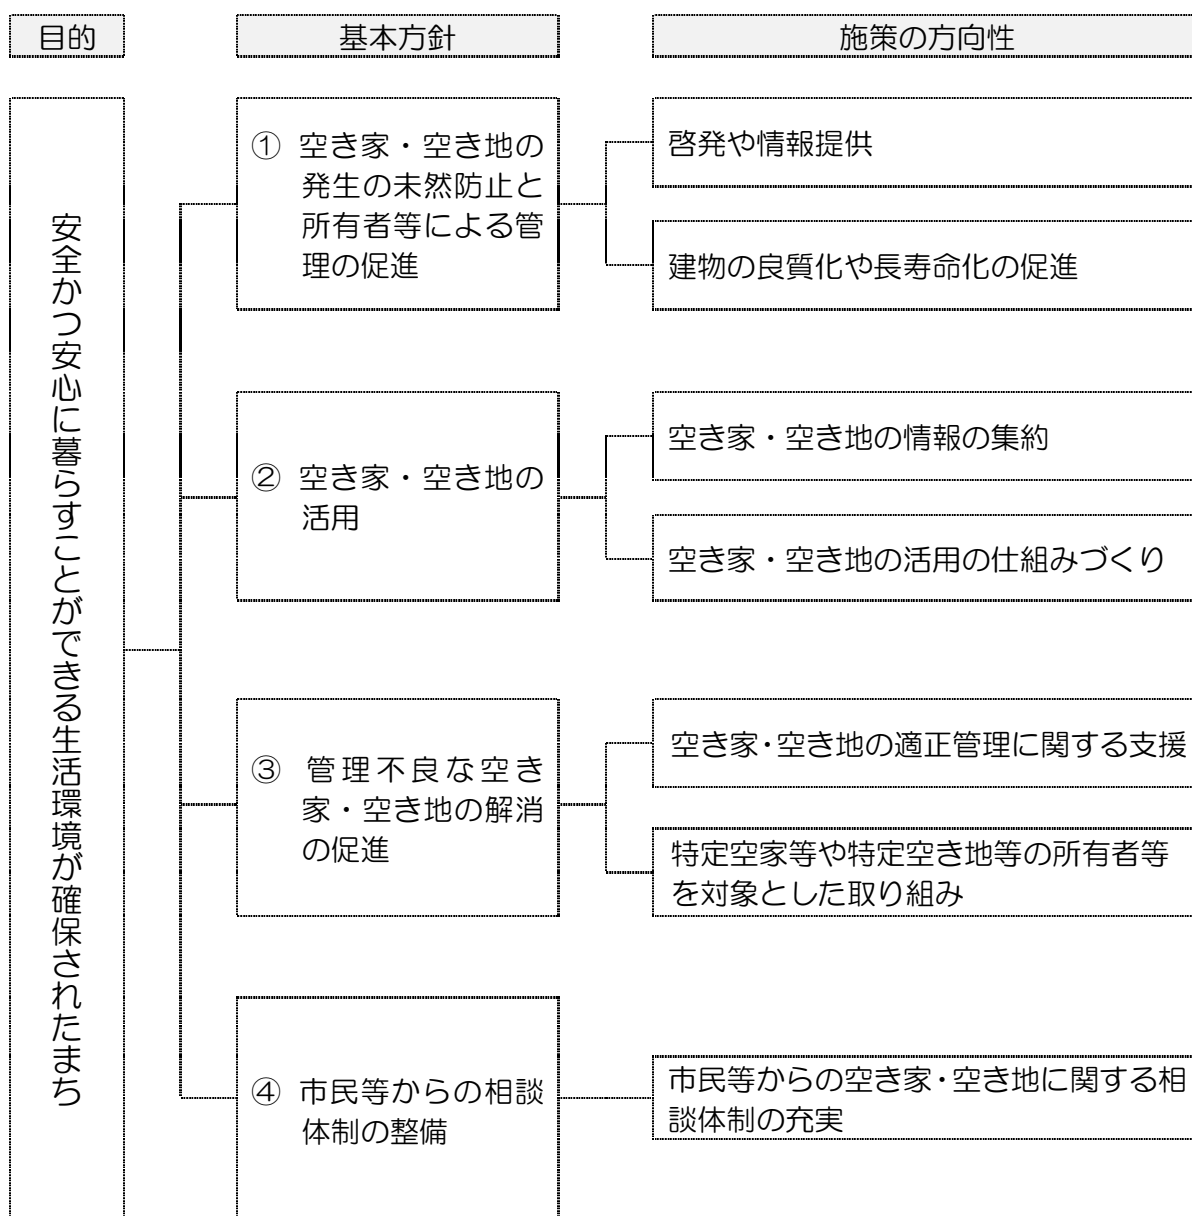 目的
基本方針
施策の方向性
安全かつ安心に暮らすことができる生活環境が確保されたまち
① 空き家・空き地の
発生の未然防止と
所有者等による管
理の促進
啓発や情報提供
建物の良質化や長寿命化の促進
② 空き家・空き地の
活用
空き家・空き地の情報の集約
空き家・空き地の活用の仕組みづくり
③ 管理不良な空き
家・空き地の解消
の促進
空き家・空き地の適正管理に関する支援
特定空家等や特定空き地等の所有者等
を対象とした取り組み
④ 市民等からの相談
体制の整備
市民等からの空き家・空き地に関する相
談体制の充実